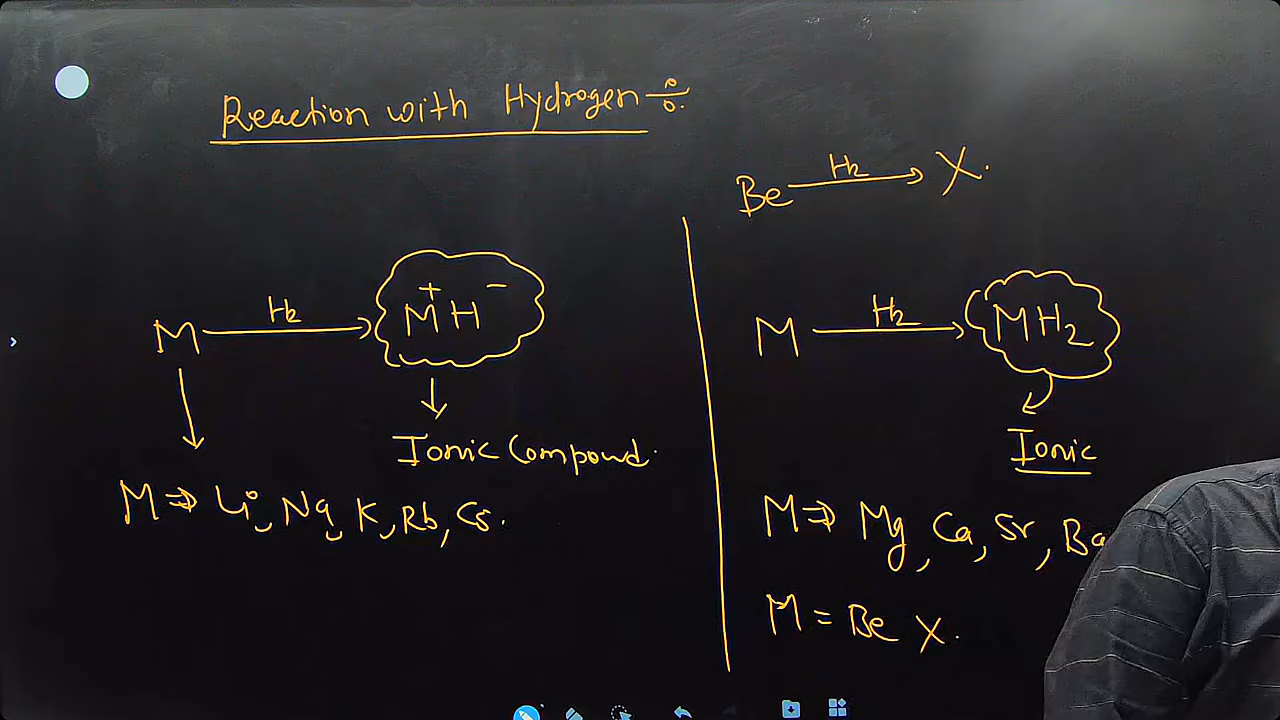 Reaction with Hydrogen ÷
Be —H₂→ X.
M —H₂→ M⁺H⁻
Ionic Compound.
M ⇒ Li, Na, K, Rb, Cs.
M —H₂→ MH₂
Ionic
M ⇒ Mg, Ca, Sr, Ba
M = Be X.